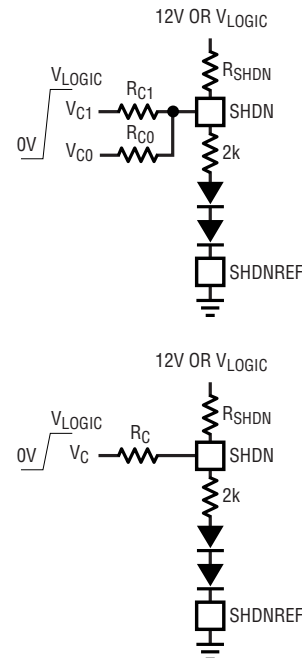 12V OR VLOGIC
RSHDN
VLOGIC
RC1
VC1
SHDN
RC0
0V
VC0
2k
SHDNREF
12V OR VLOGIC
RSHDN
VLOGIC
RC
0V
VC
SHDN
2k
SHDNREF